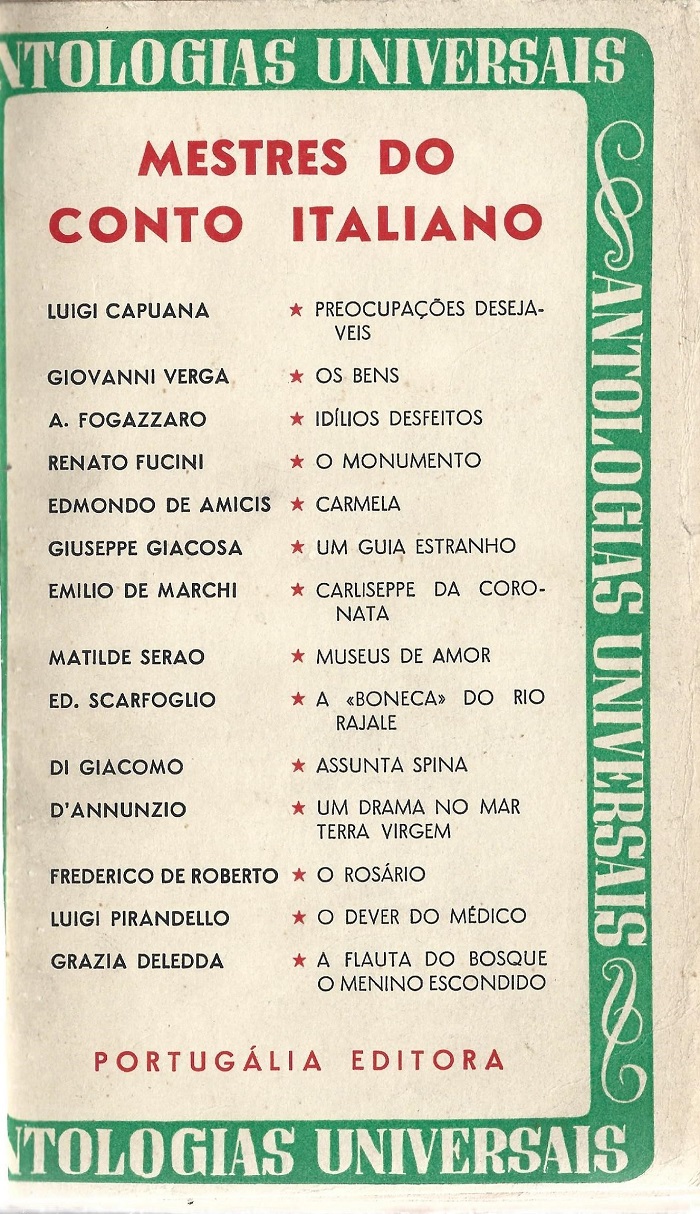 NTOLOGIAS UNIVERSAIS
MESTRES DO
CONTO ITALIANO
LUIGI CAPUANA ★ PREOCUPAÇÕES DESEJA-
VEIS
GIOVANNI VERGA ★ OS BENS
A. FOGAZZARO ★ IDÍLIOS DESFEITOS
RENATO FUCINI ★ O MONUMENTO
EDMONDO DE AMICIS ★ CARMELA
GIUSEPPE GIACOSA ★ UM GUIA ESTRANHO
EMILIO DE MARCHI ★ CARLISEPPE DA CORO-
NATA
MATILDE SERAO ★ MUSEUS DE AMOR
ED. SCARFOGLIO ★ A «BONECA» DO RIO
RAJALE
DI GIACOMO ★ ASSUNTA SPINA
D'ANNUNZIO ★ UM DRAMA NO MAR
TERRA VIRGEM
FREDERICO DE ROBERTO ★ O ROSÁRIO
LUIGI PIRANDELLO ★ O DEVER DO MÉDICO
GRAZIA DELEDDA ★ A FLAUTA DO BOSQUE
O MENINO ESCONDIDO
PORTUGÁLIA EDITORA
ANTOLOGIAS UNIVERSAIS
NTOLOGIAS UNIVERSAIS